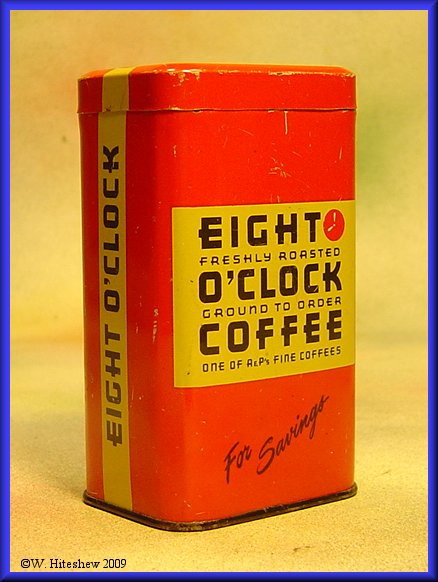 EIGHT O'CLOCK
EIGHT
FRESHLY ROASTED
O'CLOCK
GROUND TO ORDER
COFFEE
ONE OF A&P's FINE COFFEES
For Savings
©W. Hiteshew 2009